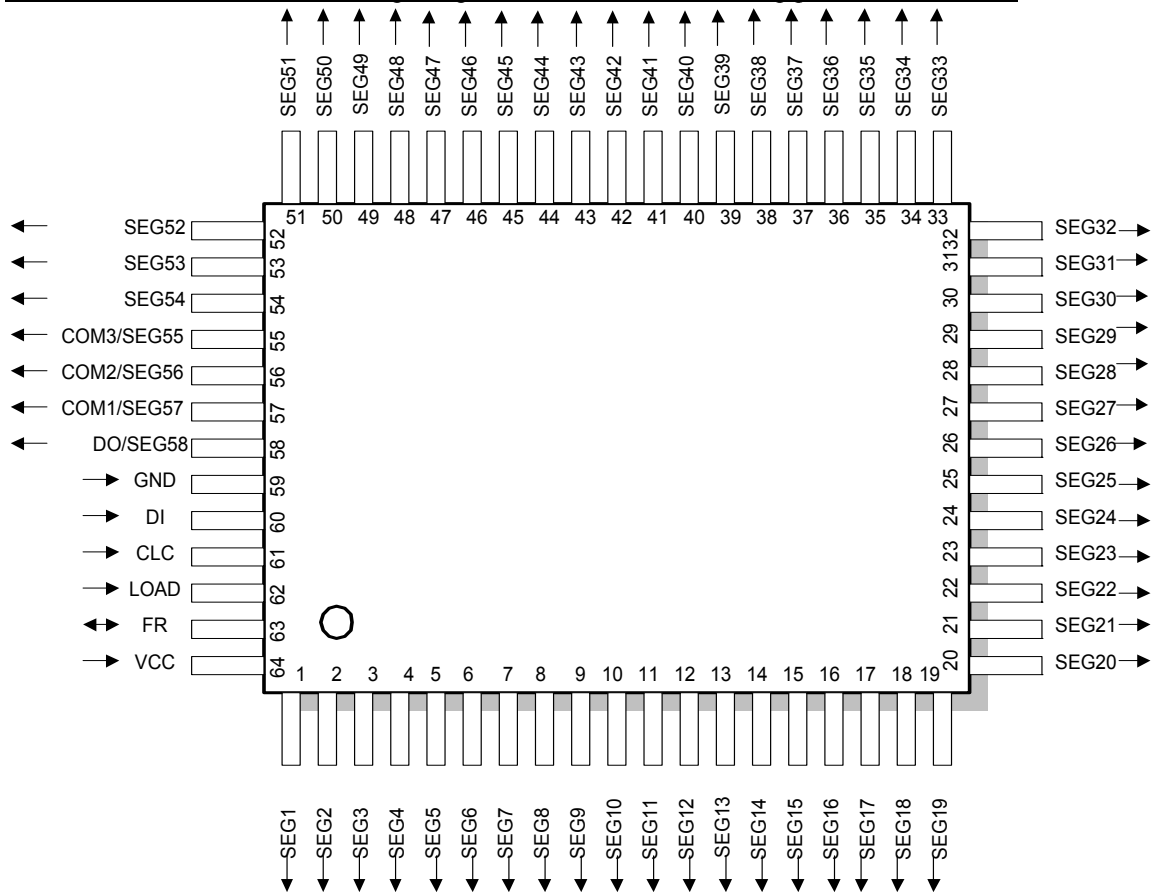 SEG51 SEG50 SEG49 SEG48 SEG47 SEG46 SEG45 SEG44 SEG43 SEG42 SEG41 SEG40 SEG39 SEG38 SEG37 SEG36 SEG35 SEG34 SEG33
51 50 49 48 47 46 45 44 43 42 41 40 39 38 37 36 35 34 33
SEG52 52 32 SEG32
SEG53 53 31 SEG31
SEG54 54 30 SEG30
COM3/SEG55 55 29 SEG29
COM2/SEG56 56 28 SEG28
COM1/SEG57 57 27 SEG27
DO/SEG58 58 26 SEG26
GND 59 25 SEG25
DI 60 24 SEG24
CLC 61 23 SEG23
LOAD 62 22 SEG22
FR 63 21 SEG21
VCC 64 20 SEG20
1 2 3 4 5 6 7 8 9 10 11 12 13 14 15 16 17 18 19
SEG1 SEG2 SEG3 SEG4 SEG5 SEG6 SEG7 SEG8 SEG9 SEG10 SEG11 SEG12 SEG13 SEG14 SEG15 SEG16 SEG17 SEG18 SEG19